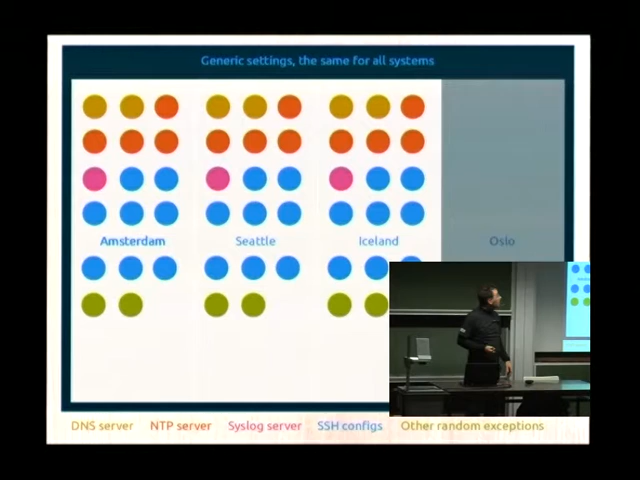 Generic settings, the same for all systems
Amsterdam Seattle Iceland Oslo
DNS server NTP server Syslog server SSH configs Other random exceptions